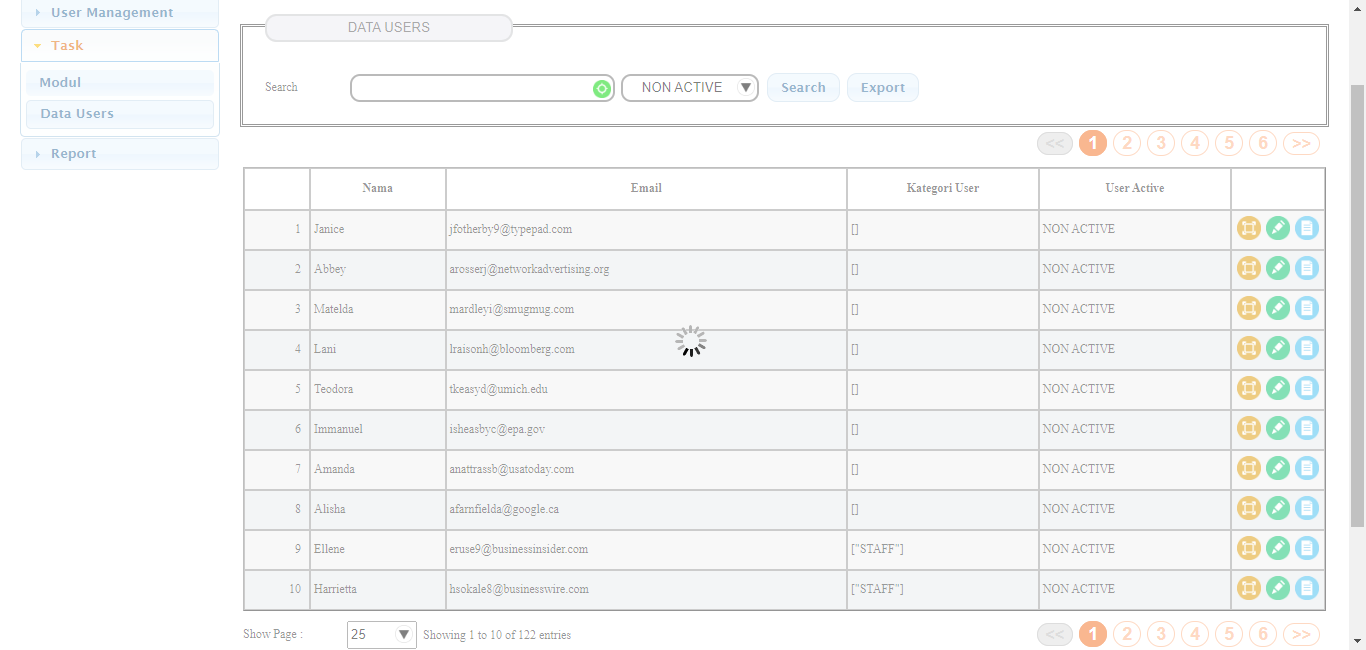 User Management
Task
Modul
Data Users
Report
DATA USERS
Search NON ACTIVE Search Export
<< 1 2 3 4 5 6 >>
Nama Email Kategori User User Active
1 Janice jfotherby9@typepad.com [] NON ACTIVE
2 Abbey arosserj@networkadvertising.org [] NON ACTIVE
3 Matelda mardleyi@smugmug.com [] NON ACTIVE
4 Lani lraisonh@bloomberg.com [] NON ACTIVE
5 Teodora tkeasyd@umich.edu [] NON ACTIVE
6 Immanuel isheasbyc@epa.gov [] NON ACTIVE
7 Amanda anattrassb@usatoday.com [] NON ACTIVE
8 Alisha afarnfielda@google.ca [] NON ACTIVE
9 Ellene eruse9@businessinsider.com ["STAFF"] NON ACTIVE
10 Harrietta hsokale8@businesswire.com ["STAFF"] NON ACTIVE
Show Page : 25 Showing 1 to 10 of 122 entries << 1 2 3 4 5 6 >>